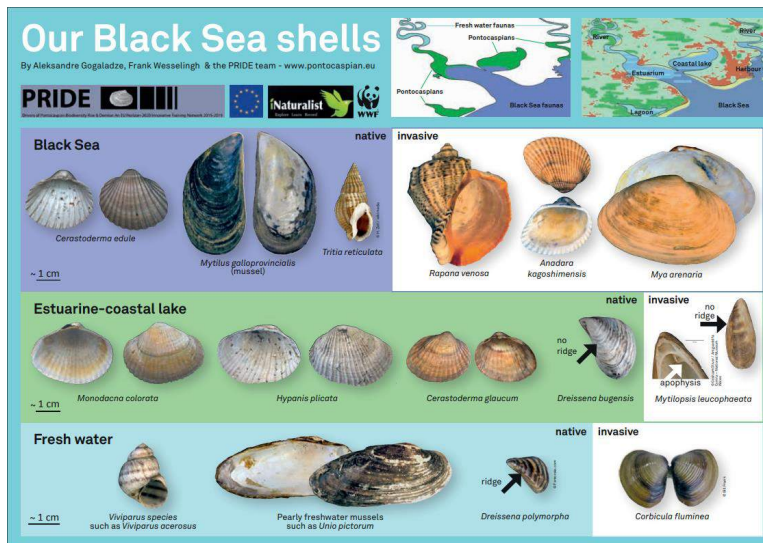 Our Black Sea shells
By Aleksandre Gogaladze, Frank Wesselingh & the PRIDE team - www.pontocaspian.eu
PRIDE
iNaturalist
WWF
Fresh water faunas
Pontocaspians
Pontocaspians
Black Sea faunas
River
River
Coastal lake
Estuarium
Harbour
Lagoon
Black Sea
Black Sea
native
invasive
Cerastoderma edule
Mytilus galloprovincialis
(mussel)
Tritia reticulata
Rapana venosa
Anadara
kagoshimensis
Mya arenaria
~ 1 cm
Estuarine-coastal lake
native
invasive
no
ridge
no
ridge
apophysis
Monodacna colorata
Hypanis plicata
Cerastoderma glaucum
Dreissena bugensis
Mytilopsis leucophaeata
~ 1 cm
Fresh water
native
invasive
ridge
~ 1 cm
Viviparus species
such as Viviparus acerosus
Pearly freshwater mussels
such as Unio pictorum
Dreissena polymorpha
Corbicula fluminea